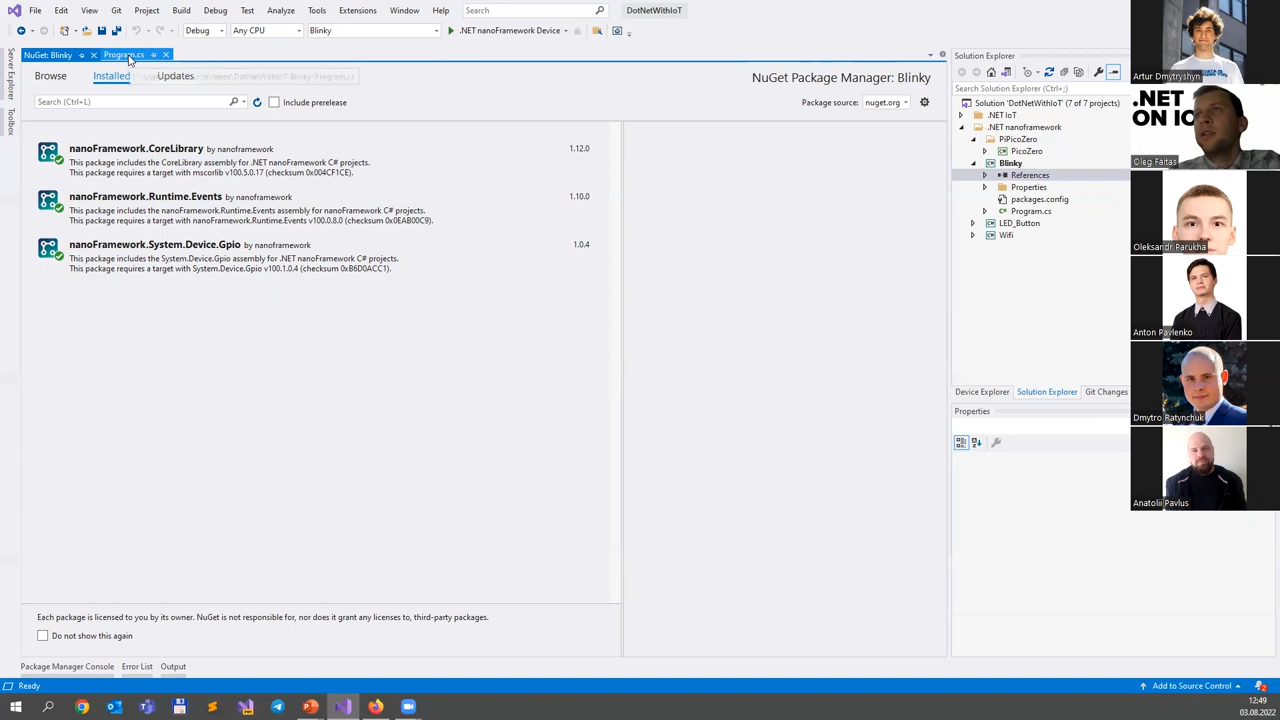 File Edit View Git Project Build Debug Test Analyze Tools Extensions Window Help Search DotNetWithIoT
Debug Any CPU Blinky .NET nanoFramework Device
NuGet: Blinky Program.cs
Browse Installed Updates
NuGet Package Manager: Blinky
Search (Ctrl+L) Include prerelease Package source: nuget.org
nanoFramework.CoreLibrary by nanoframework 1.12.0
This package includes the CoreLibrary assembly for .NET nanoFramework C# projects.
This package requires a target with mscorlib v100.5.0.17 (checksum 0x004CF1CE).
nanoFramework.Runtime.Events by nanoframework 1.10.0
This package includes the nanoFramework.Runtime.Events assembly for nanoFramework C# projects.
This package requires a target with nanoFramework.Runtime.Events v100.0.8.0 (checksum 0x0EAB00C9).
nanoFramework.System.Device.Gpio by nanoframework 1.0.4
This package includes the System.Device.Gpio assembly for .NET nanoFramework C# projects.
This package requires a target with System.Device.Gpio v100.1.0.4 (checksum 0xB6D0ACC1).
Each package is licensed to you by its owner. NuGet is not responsible for, nor does it grant any licenses to, third-party packages.
Do not show this again
Package Manager Console Error List Output
Ready
Add to Source Control
2
Server Explorer
Toolbox
Solution Explorer
Search Solution Explorer (Ctrl+;)
Solution 'DotNetWithIoT' (7 of 7 projects)
.NET IoT
.NET nanoframework
PiPicoZero
PicoZero
Blinky
References
Properties
packages.config
Program.cs
LED_Button
Wifi
Device Explorer Solution Explorer Git Changes
Properties
Artur Dmytryshyn
.NET
ON IO
Oleg Faitas
Oleksandr Parukha
Anton Pavlenko
Dmytro Ratynchuk
Anatolii Pavlus
12:49
03.08.2022